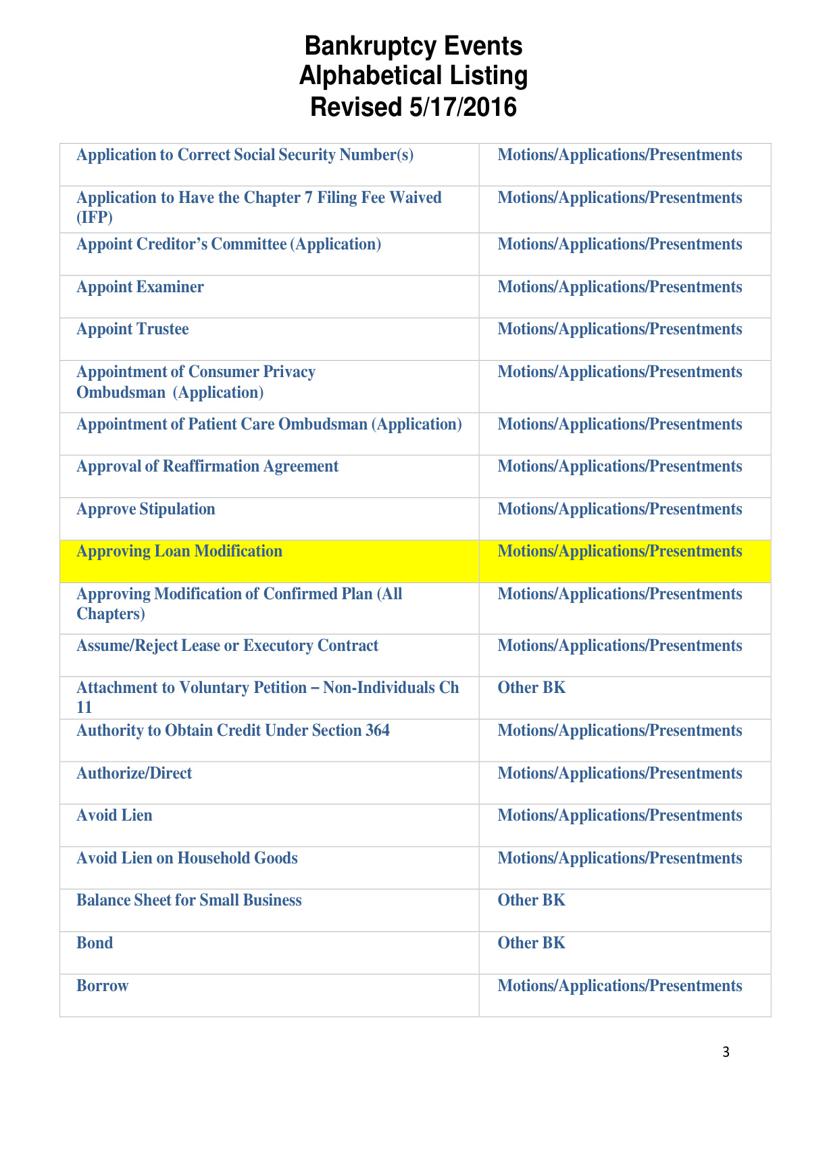 Bankruptcy Events
Alphabetical Listing
Revised 5/17/2016
Application to Correct Social Security Number(s) Motions/Applications/Presentments
Application to Have the Chapter 7 Filing Fee Waived Motions/Applications/Presentments
(IFP)
Appoint Creditor’s Committee (Application) Motions/Applications/Presentments
Appoint Examiner Motions/Applications/Presentments
Appoint Trustee Motions/Applications/Presentments
Appointment of Consumer Privacy Motions/Applications/Presentments
Ombudsman (Application)
Appointment of Patient Care Ombudsman (Application) Motions/Applications/Presentments
Approval of Reaffirmation Agreement Motions/Applications/Presentments
Approve Stipulation Motions/Applications/Presentments
Approving Loan Modification Motions/Applications/Presentments
Approving Modification of Confirmed Plan (All Motions/Applications/Presentments
Chapters)
Assume/Reject Lease or Executory Contract Motions/Applications/Presentments
Attachment to Voluntary Petition – Non-Individuals Ch Other BK
11
Authority to Obtain Credit Under Section 364 Motions/Applications/Presentments
Authorize/Direct Motions/Applications/Presentments
Avoid Lien Motions/Applications/Presentments
Avoid Lien on Household Goods Motions/Applications/Presentments
Balance Sheet for Small Business Other BK
Bond Other BK
Borrow Motions/Applications/Presentments
3